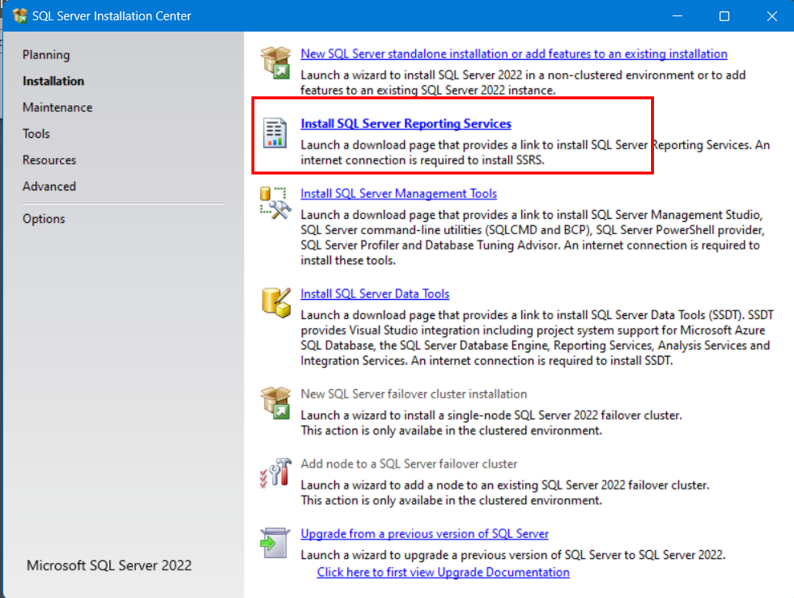 SQL Server Installation Center
Planning
Installation
Maintenance
Tools
Resources
Advanced
Options
Microsoft SQL Server 2022
New SQL Server standalone installation or add features to an existing installation
Launch a wizard to install SQL Server 2022 in a non-clustered environment or to add
features to an existing SQL Server 2022 instance.
Install SQL Server Reporting Services
Launch a download page that provides a link to install SQL Server Reporting Services. An
internet connection is required to install SSRS.
Install SQL Server Management Tools
Launch a download page that provides a link to install SQL Server Management Studio,
SQL Server command-line utilities (SQLCMD and BCP), SQL Server PowerShell provider,
SQL Server Profiler and Database Tuning Advisor. An internet connection is required to
install these tools.
Install SQL Server Data Tools
Launch a download page that provides a link to install SQL Server Data Tools (SSDT). SSDT
provides Visual Studio integration including project system support for Microsoft Azure
SQL Database, the SQL Server Database Engine, Reporting Services, Analysis Services and
Integration Services. An internet connection is required to install SSDT.
New SQL Server failover cluster installation
Launch a wizard to install a single-node SQL Server 2022 failover cluster.
This action is only availabe in the clustered environment.
Add node to a SQL Server failover cluster
Launch a wizard to add a node to an existing SQL Server 2022 failover cluster.
This action is only availabe in the clustered environment.
Upgrade from a previous version of SQL Server
Launch a wizard to upgrade a previous version of SQL Server to SQL Server 2022.
Click here to first view Upgrade Documentation